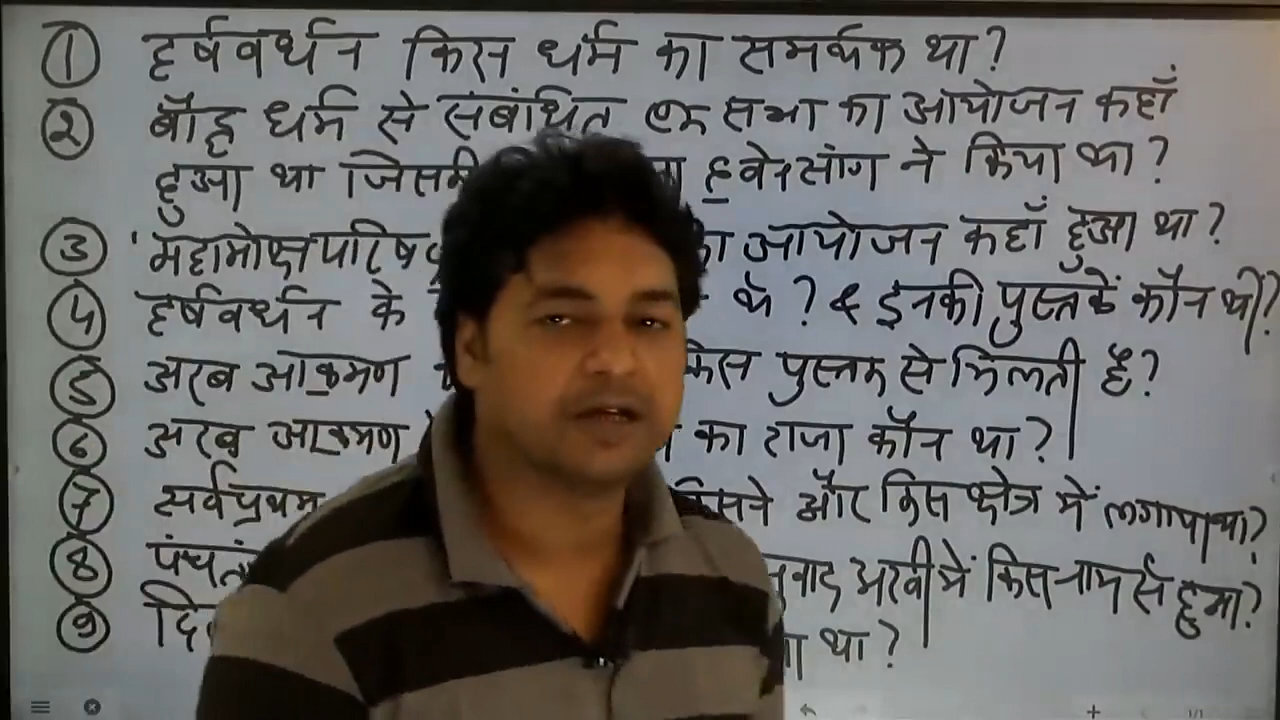 ① हर्षवर्धन किस धर्म का समर्थक था?
② बौद्ध धर्म से संबंधित एक सभा का आयोजन कहाँ
हुआ था जिसकी ह्वेनसांग ने किया था?
③ 'महामोक्षपरिषद का आयोजन कहाँ हुआ था?
④ हर्षवर्धन के थे? & इनकी पुस्तकें कौन थीं?
⑤ अरब आक्रमण किस पुस्तक से मिलती है?
⑥ अरब आक्रमण का राजा कौन था?
⑦ सर्वप्रथम किसने और किस क्षेत्र में लगाया था?
⑧ पंचतंत्र अनुवाद अरबी में किस नाम से हुआ?
⑨ था?
1/1